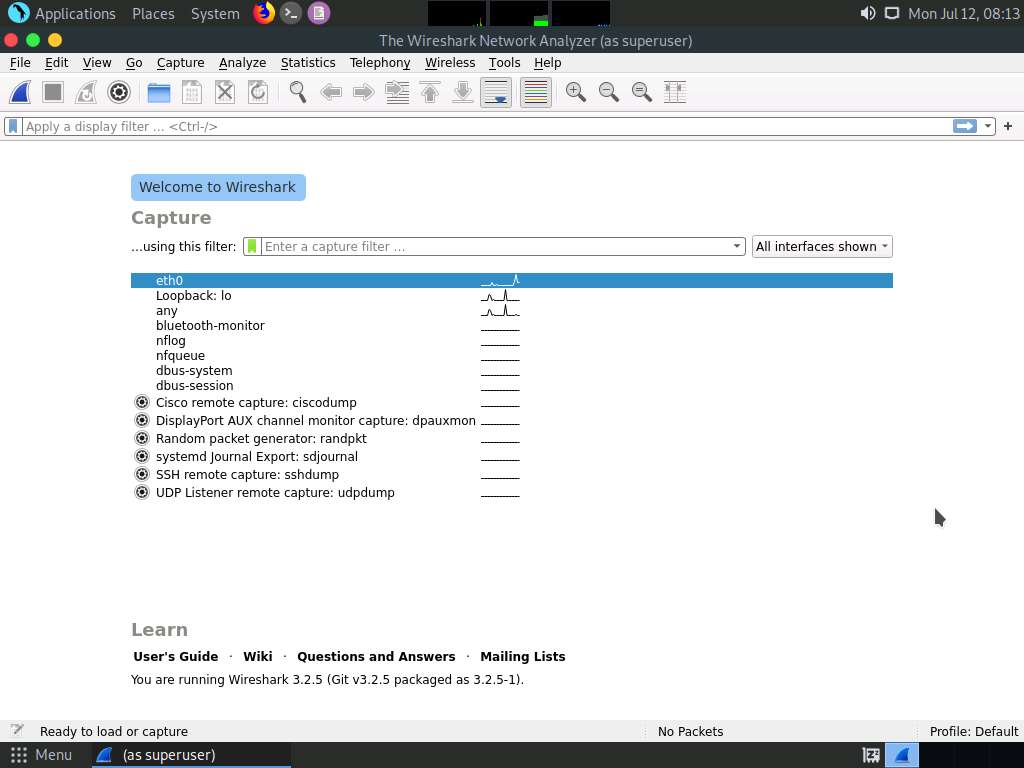 Applications Places System Mon Jul 12, 08:13
The Wireshark Network Analyzer (as superuser)
File Edit View Go Capture Analyze Statistics Telephony Wireless Tools Help
Apply a display filter ... <Ctrl-/> +
Welcome to Wireshark
Capture
...using this filter: Enter a capture filter ... All interfaces shown
eth0
Loopback: lo
any
bluetooth-monitor
nflog
nfqueue
dbus-system
dbus-session
Cisco remote capture: ciscodump
DisplayPort AUX channel monitor capture: dpauxmon
Random packet generator: randpkt
systemd Journal Export: sdjournal
SSH remote capture: sshdump
UDP Listener remote capture: udpdump
Learn
User's Guide · Wiki · Questions and Answers · Mailing Lists
You are running Wireshark 3.2.5 (Git v3.2.5 packaged as 3.2.5-1).
Ready to load or capture No Packets Profile: Default
Menu (as superuser)